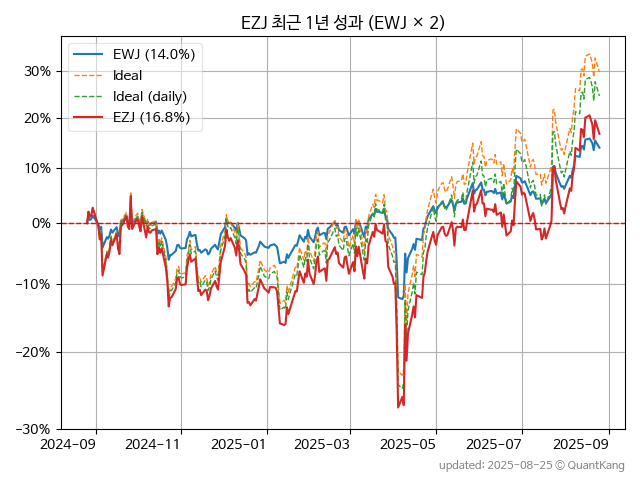 EZJ 최근 1년 성과 (EWJ × 2)
EWJ (14.0%)
Ideal
Ideal (daily)
EZJ (16.8%)
30%
20%
10%
0%
−10%
−20%
−30%
2024−09
2024−11
2025−01
2025−03
2025−05
2025−07
2025−09
updated: 2025-08-25 © QuantKang